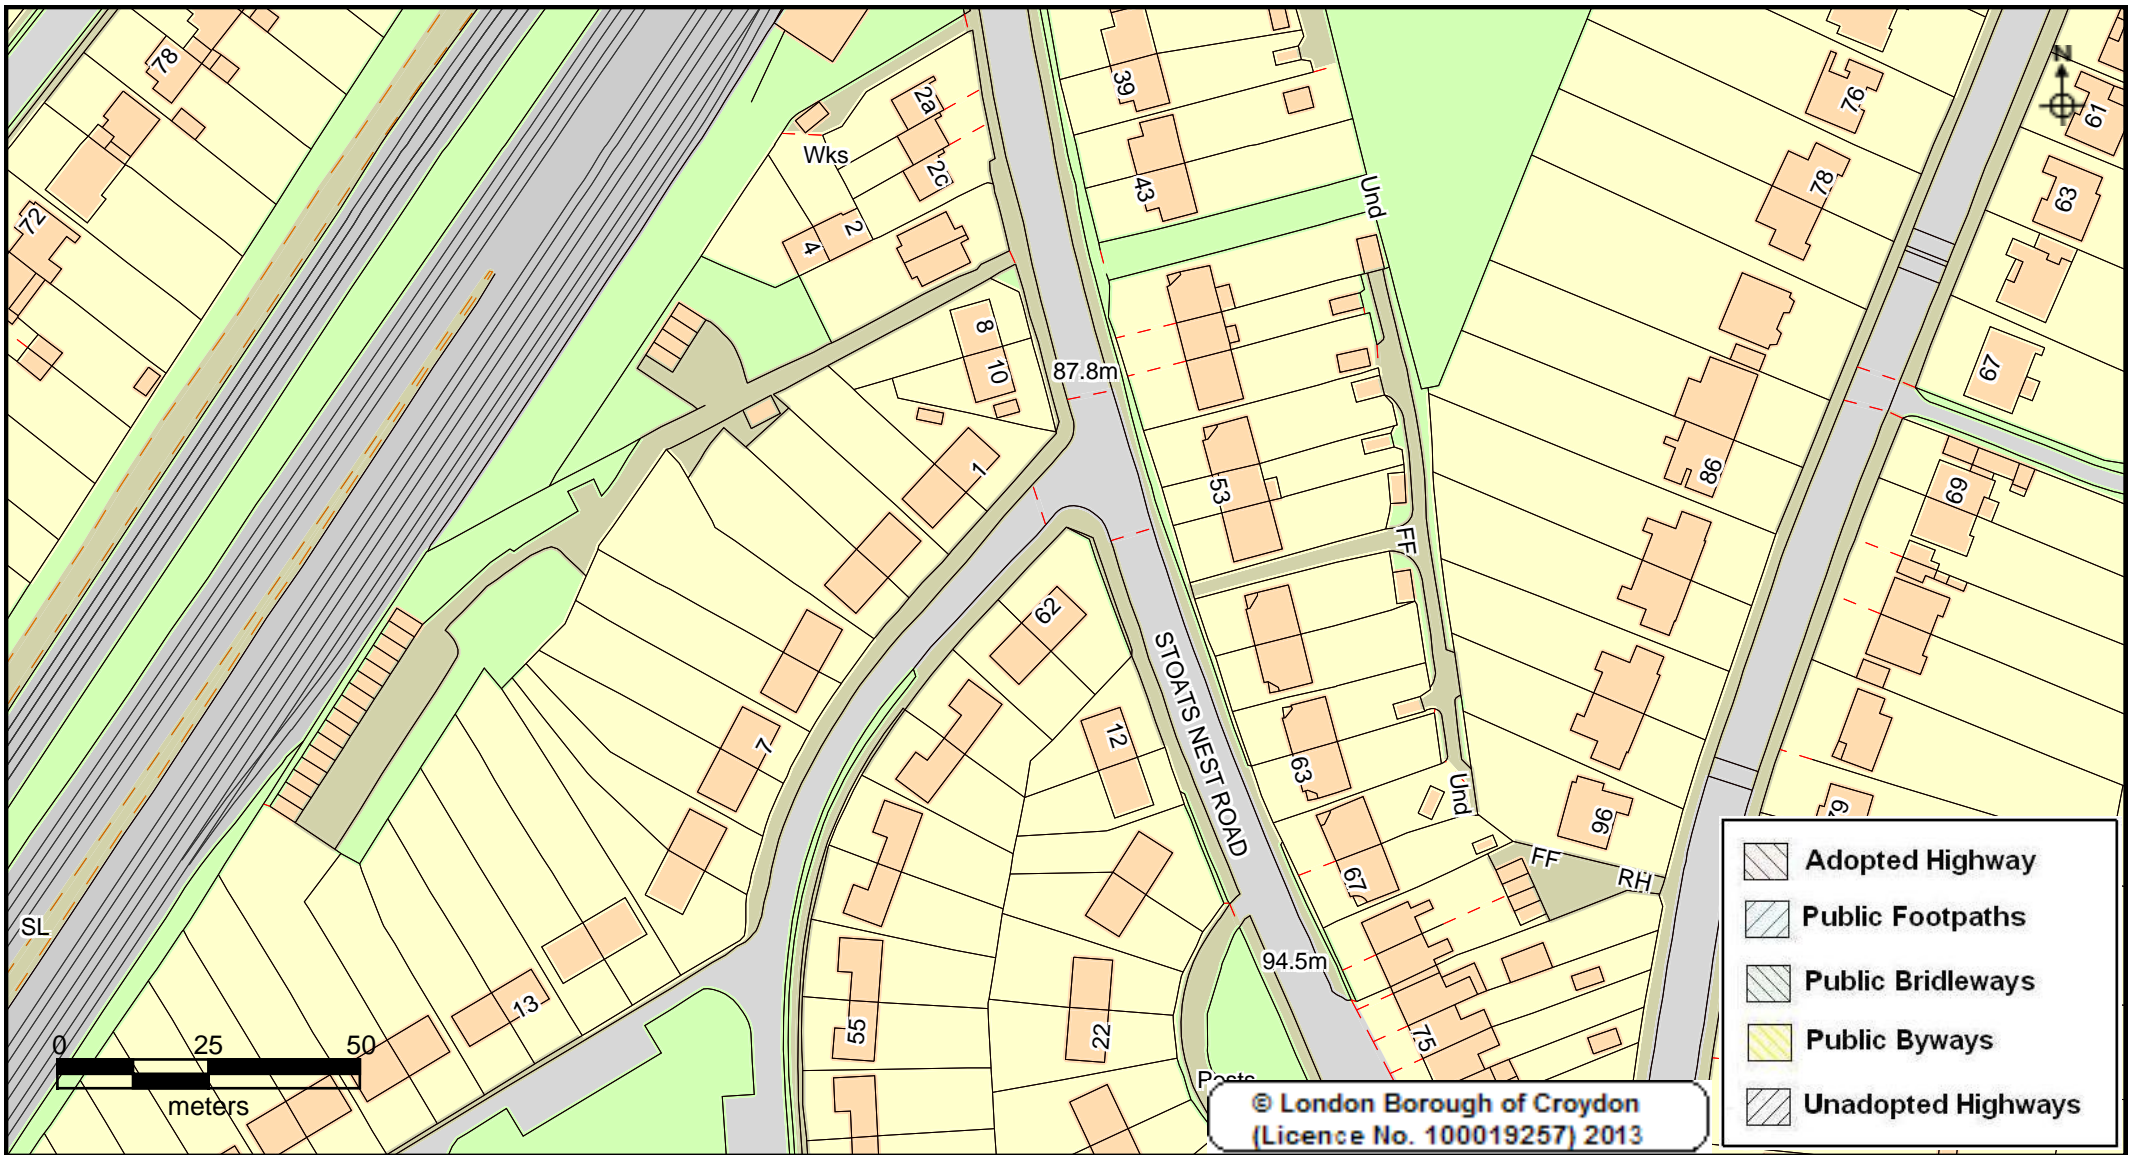 78
39
2a
76
N
61
Wks
2c
43
Und
78
63
72
4
2
8
10
87.8m
67
1
53
86
69
FF
62
STOATS NEST ROAD
12
7
63
Und
96
79
67
FF
RH
SL
94.5m
13
55
22
75
Posts
0 25 50
meters
Adopted Highway
Public Footpaths
Public Bridleways
Public Byways
Unadopted Highways
© London Borough of Croydon
(Licence No. 100019257) 2013